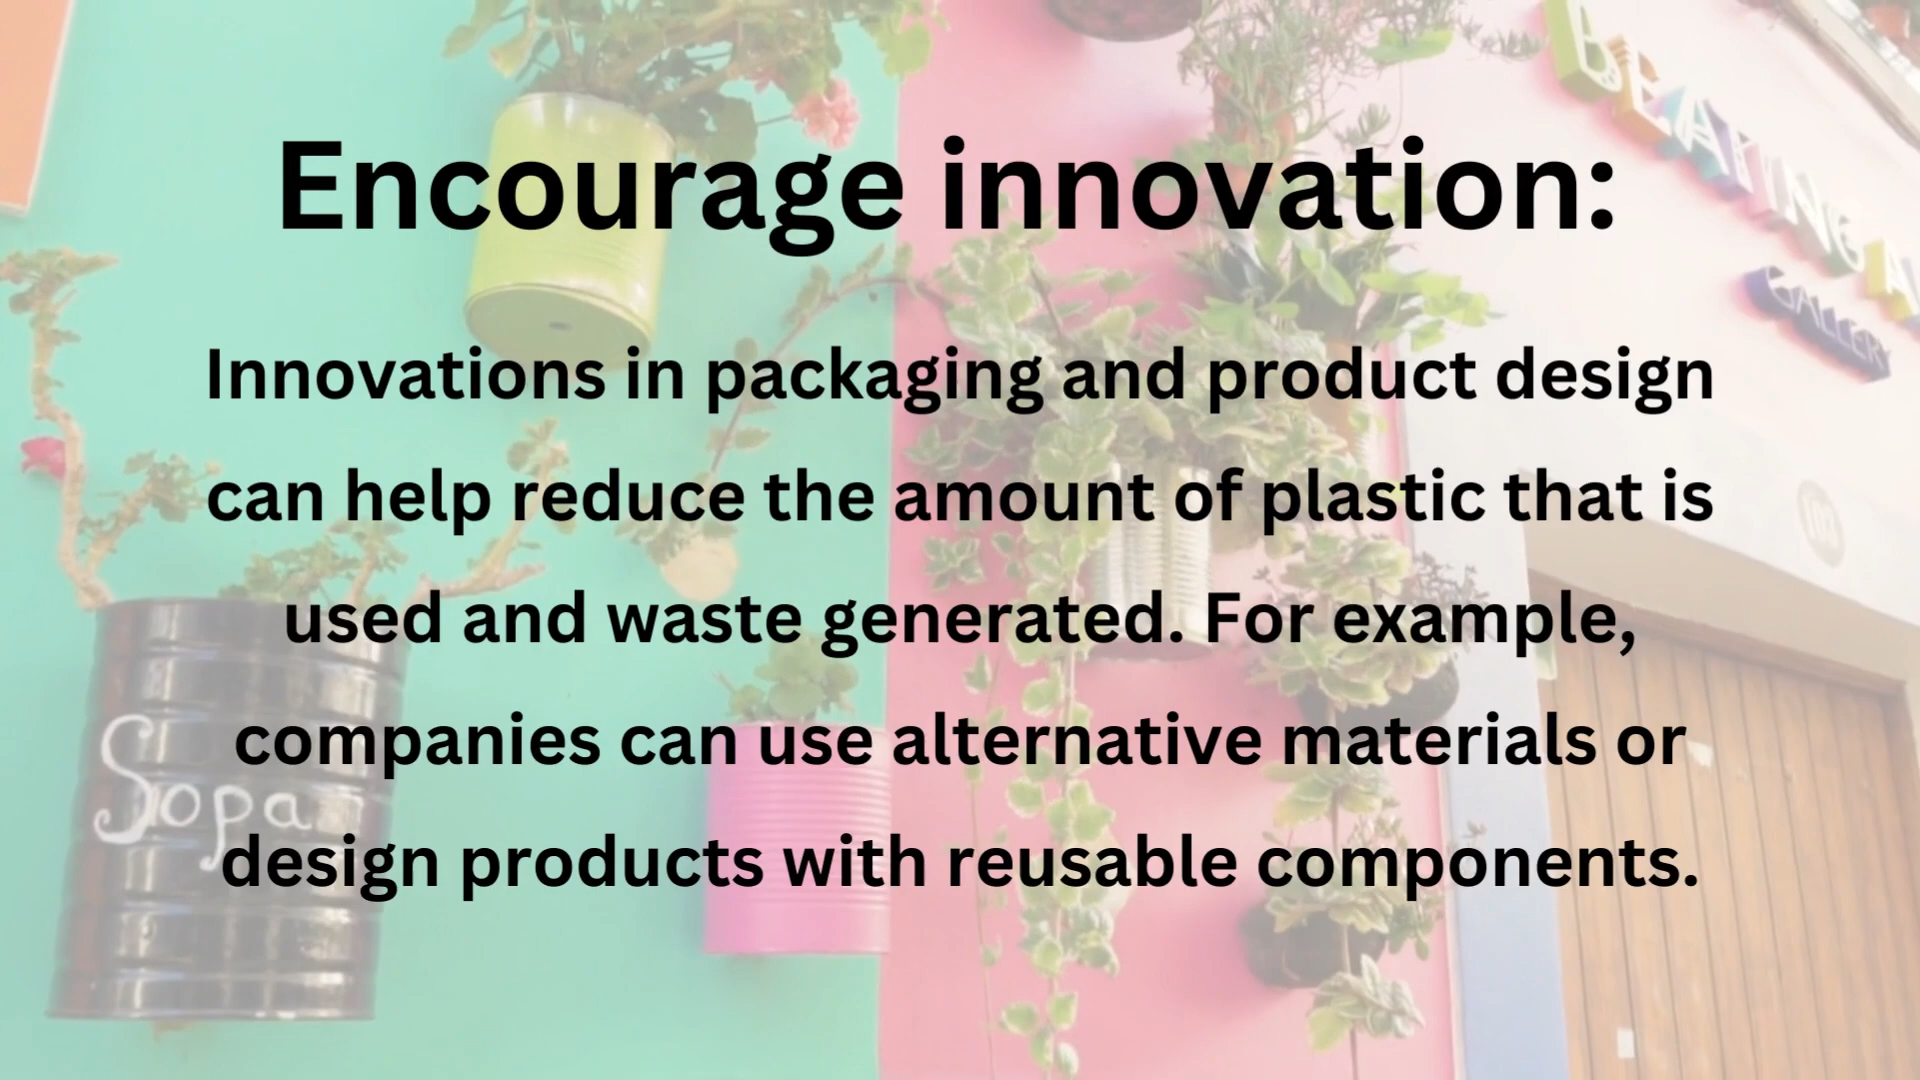 Encourage innovation:
Innovations in packaging and product design
can help reduce the amount of plastic that is
used and waste generated. For example,
companies can use alternative materials or
design products with reusable components.
Sopa
GALLERY